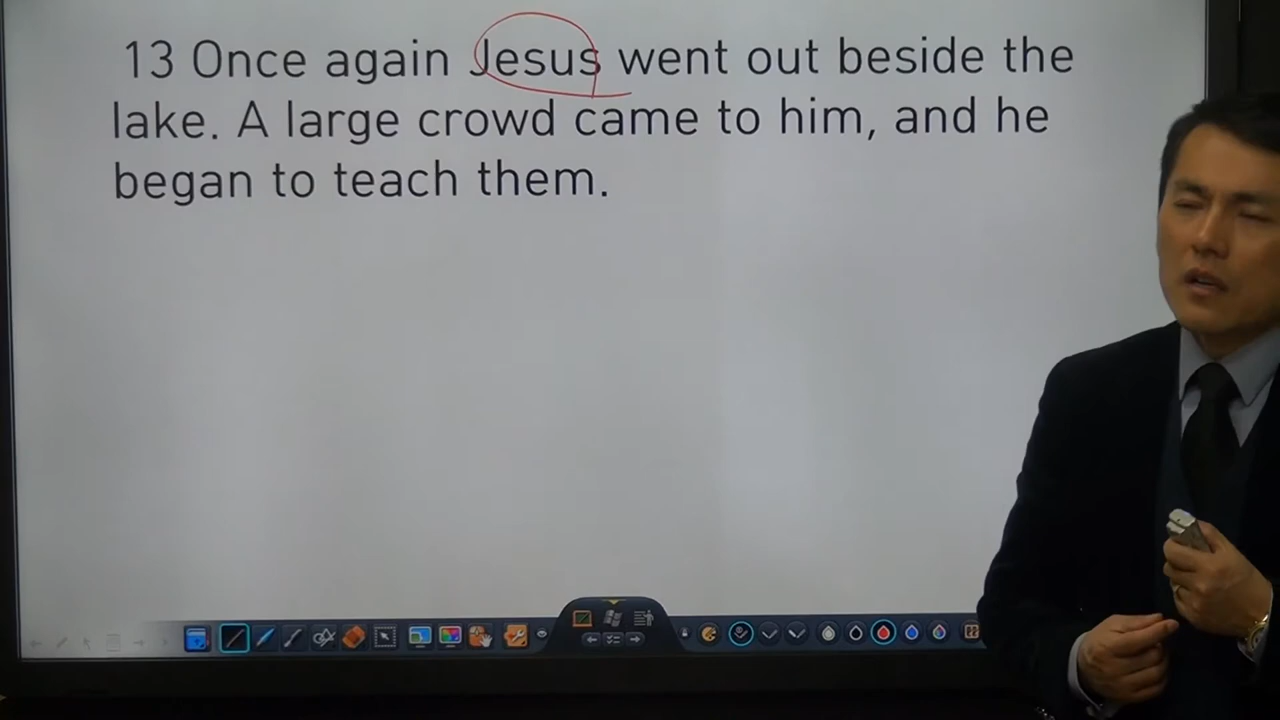 13 Once again Jesus went out beside the
lake. A large crowd came to him, and he
began to teach them.